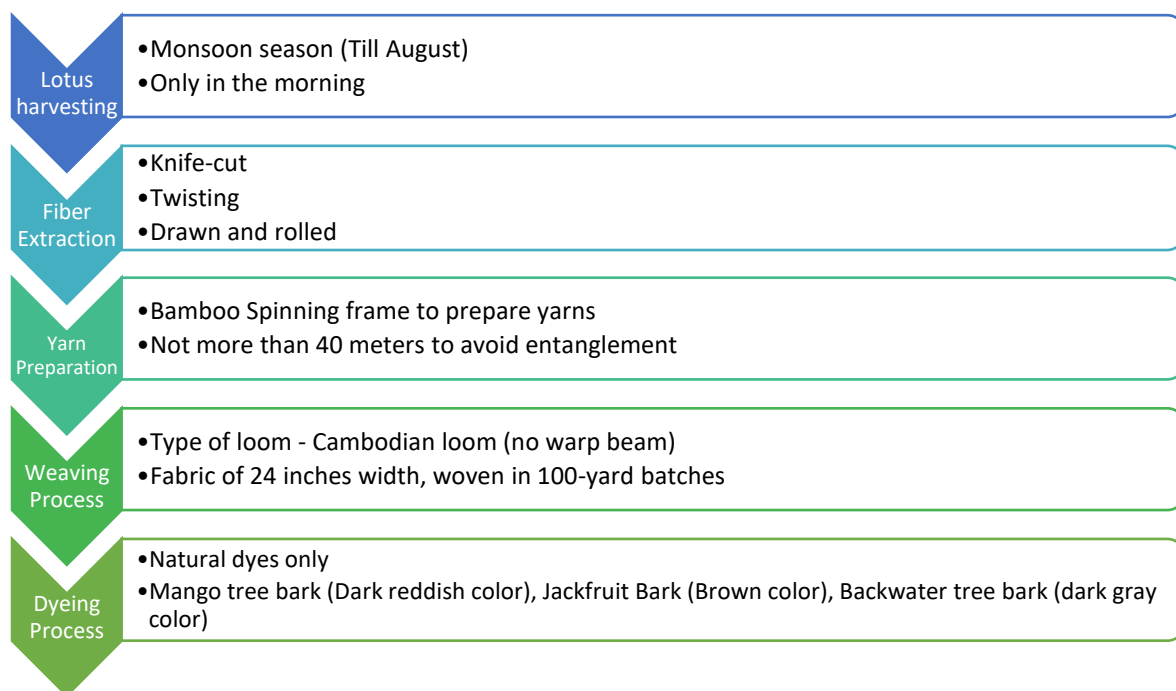 Lotus
harvesting
•Monsoon season (Till August)
•Only in the morning
Fiber
Extraction
•Knife-cut
•Twisting
•Drawn and rolled
Yarn
Preparation
•Bamboo Spinning frame to prepare yarns
•Not more than 40 meters to avoid entanglement
Weaving
Process
•Type of loom - Cambodian loom (no warp beam)
•Fabric of 24 inches width, woven in 100-yard batches
Dyeing
Process
•Natural dyes only
•Mango tree bark (Dark reddish color), Jackfruit Bark (Brown color), Backwater tree bark (dark gray
color)